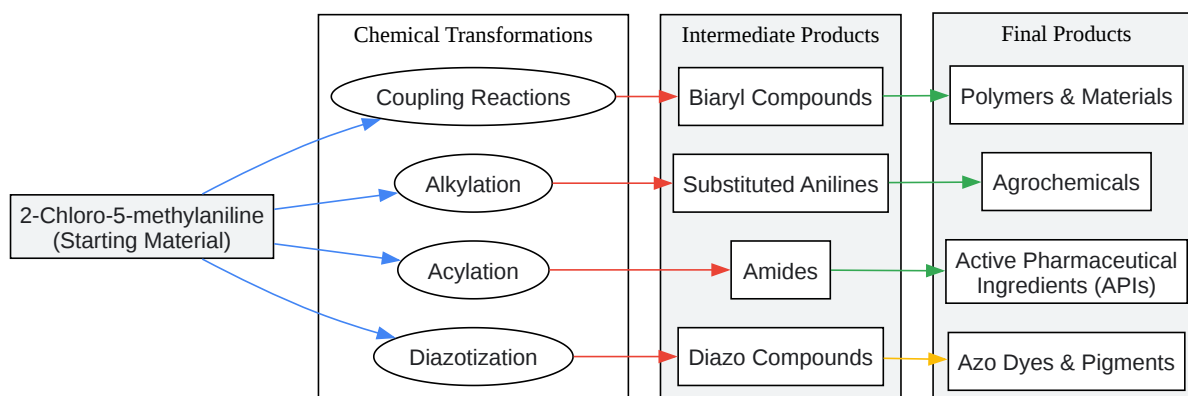 Chemical Transformations
Intermediate Products
Final Products
Coupling Reactions
Biaryl Compounds
Polymers & Materials
Alkylation
Substituted Anilines
Agrochemicals
2-Chloro-5-methylaniline
(Starting Material)
Acylation
Amides
Active Pharmaceutical
Ingredients (APIs)
Diazotization
Diazo Compounds
Azo Dyes & Pigments